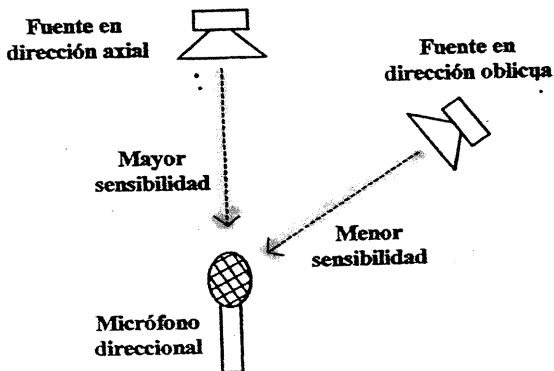 Fuente en
dirección axial
Fuente en
dirección oblicua
Mayor
sensibilidad
Menor
sensibilidad
Micrófono
direccional